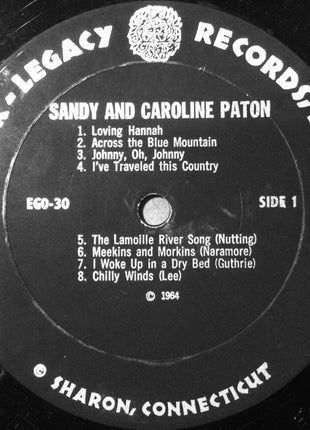 - LEGACY RECORDS
SANDY AND CAROLINE PATON
1. Loving Hannah
2. Across the Blue Mountain
3. Johnny, Oh, Johnny
4. I've Traveled this Country
EGO-30
SIDE 1
5. The Lamoille River Song (Nutting)
6. Meekins and Morkins (Naramore)
7. I Woke Up in a Dry Bed (Guthrie)
8. Chilly Winds (Lee)
© 1964
© SHARON, CONNECTICUT